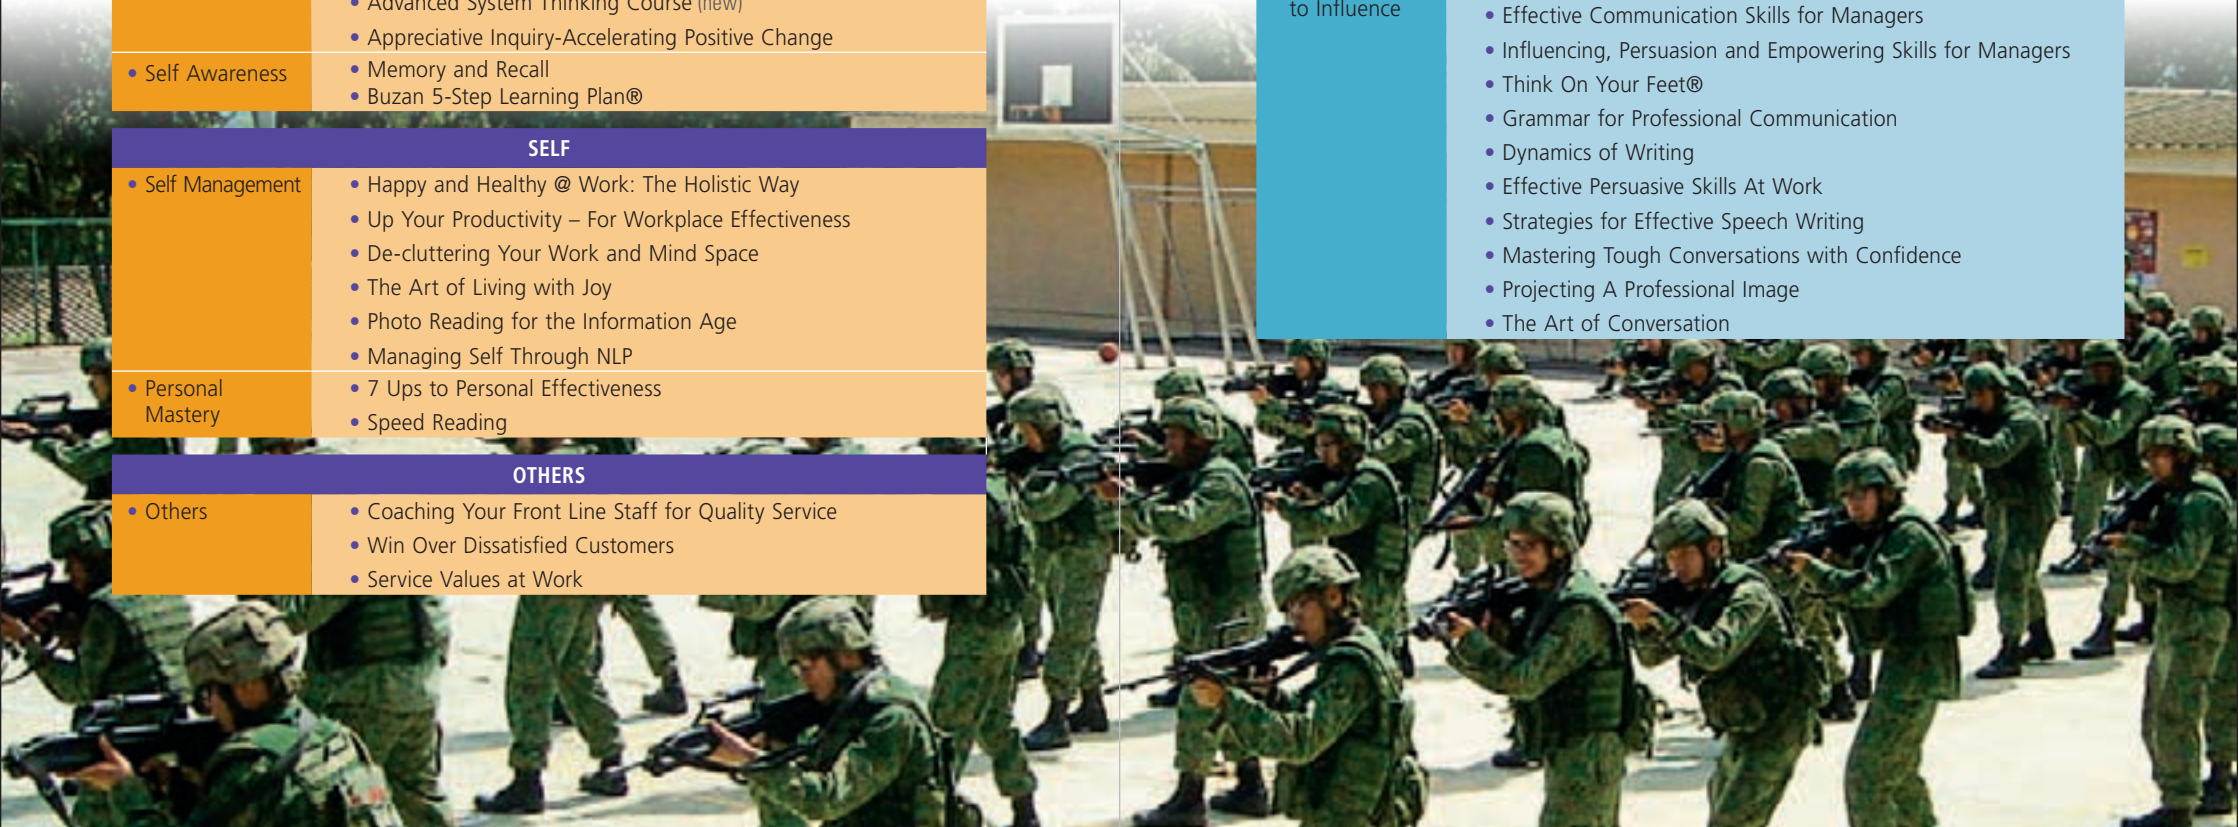 • Advanced System Thinking Course (new)
• Appreciative Inquiry-Accelerating Positive Change
• Self Awareness
• Memory and Recall
• Buzan 5-Step Learning Plan®
SELF
• Self Management
• Happy and Healthy @ Work: The Holistic Way
• Up Your Productivity – For Workplace Effectiveness
• De-cluttering Your Work and Mind Space
• The Art of Living with Joy
• Photo Reading for the Information Age
• Managing Self Through NLP
• Personal
Mastery
• 7 Ups to Personal Effectiveness
• Speed Reading
OTHERS
• Others
• Coaching Your Front Line Staff for Quality Service
• Win Over Dissatisfied Customers
• Service Values at Work
to Influence
• Effective Communication Skills for Managers
• Influencing, Persuasion and Empowering Skills for Managers
• Think On Your Feet®
• Grammar for Professional Communication
• Dynamics of Writing
• Effective Persuasive Skills At Work
• Strategies for Effective Speech Writing
• Mastering Tough Conversations with Confidence
• Projecting A Professional Image
• The Art of Conversation